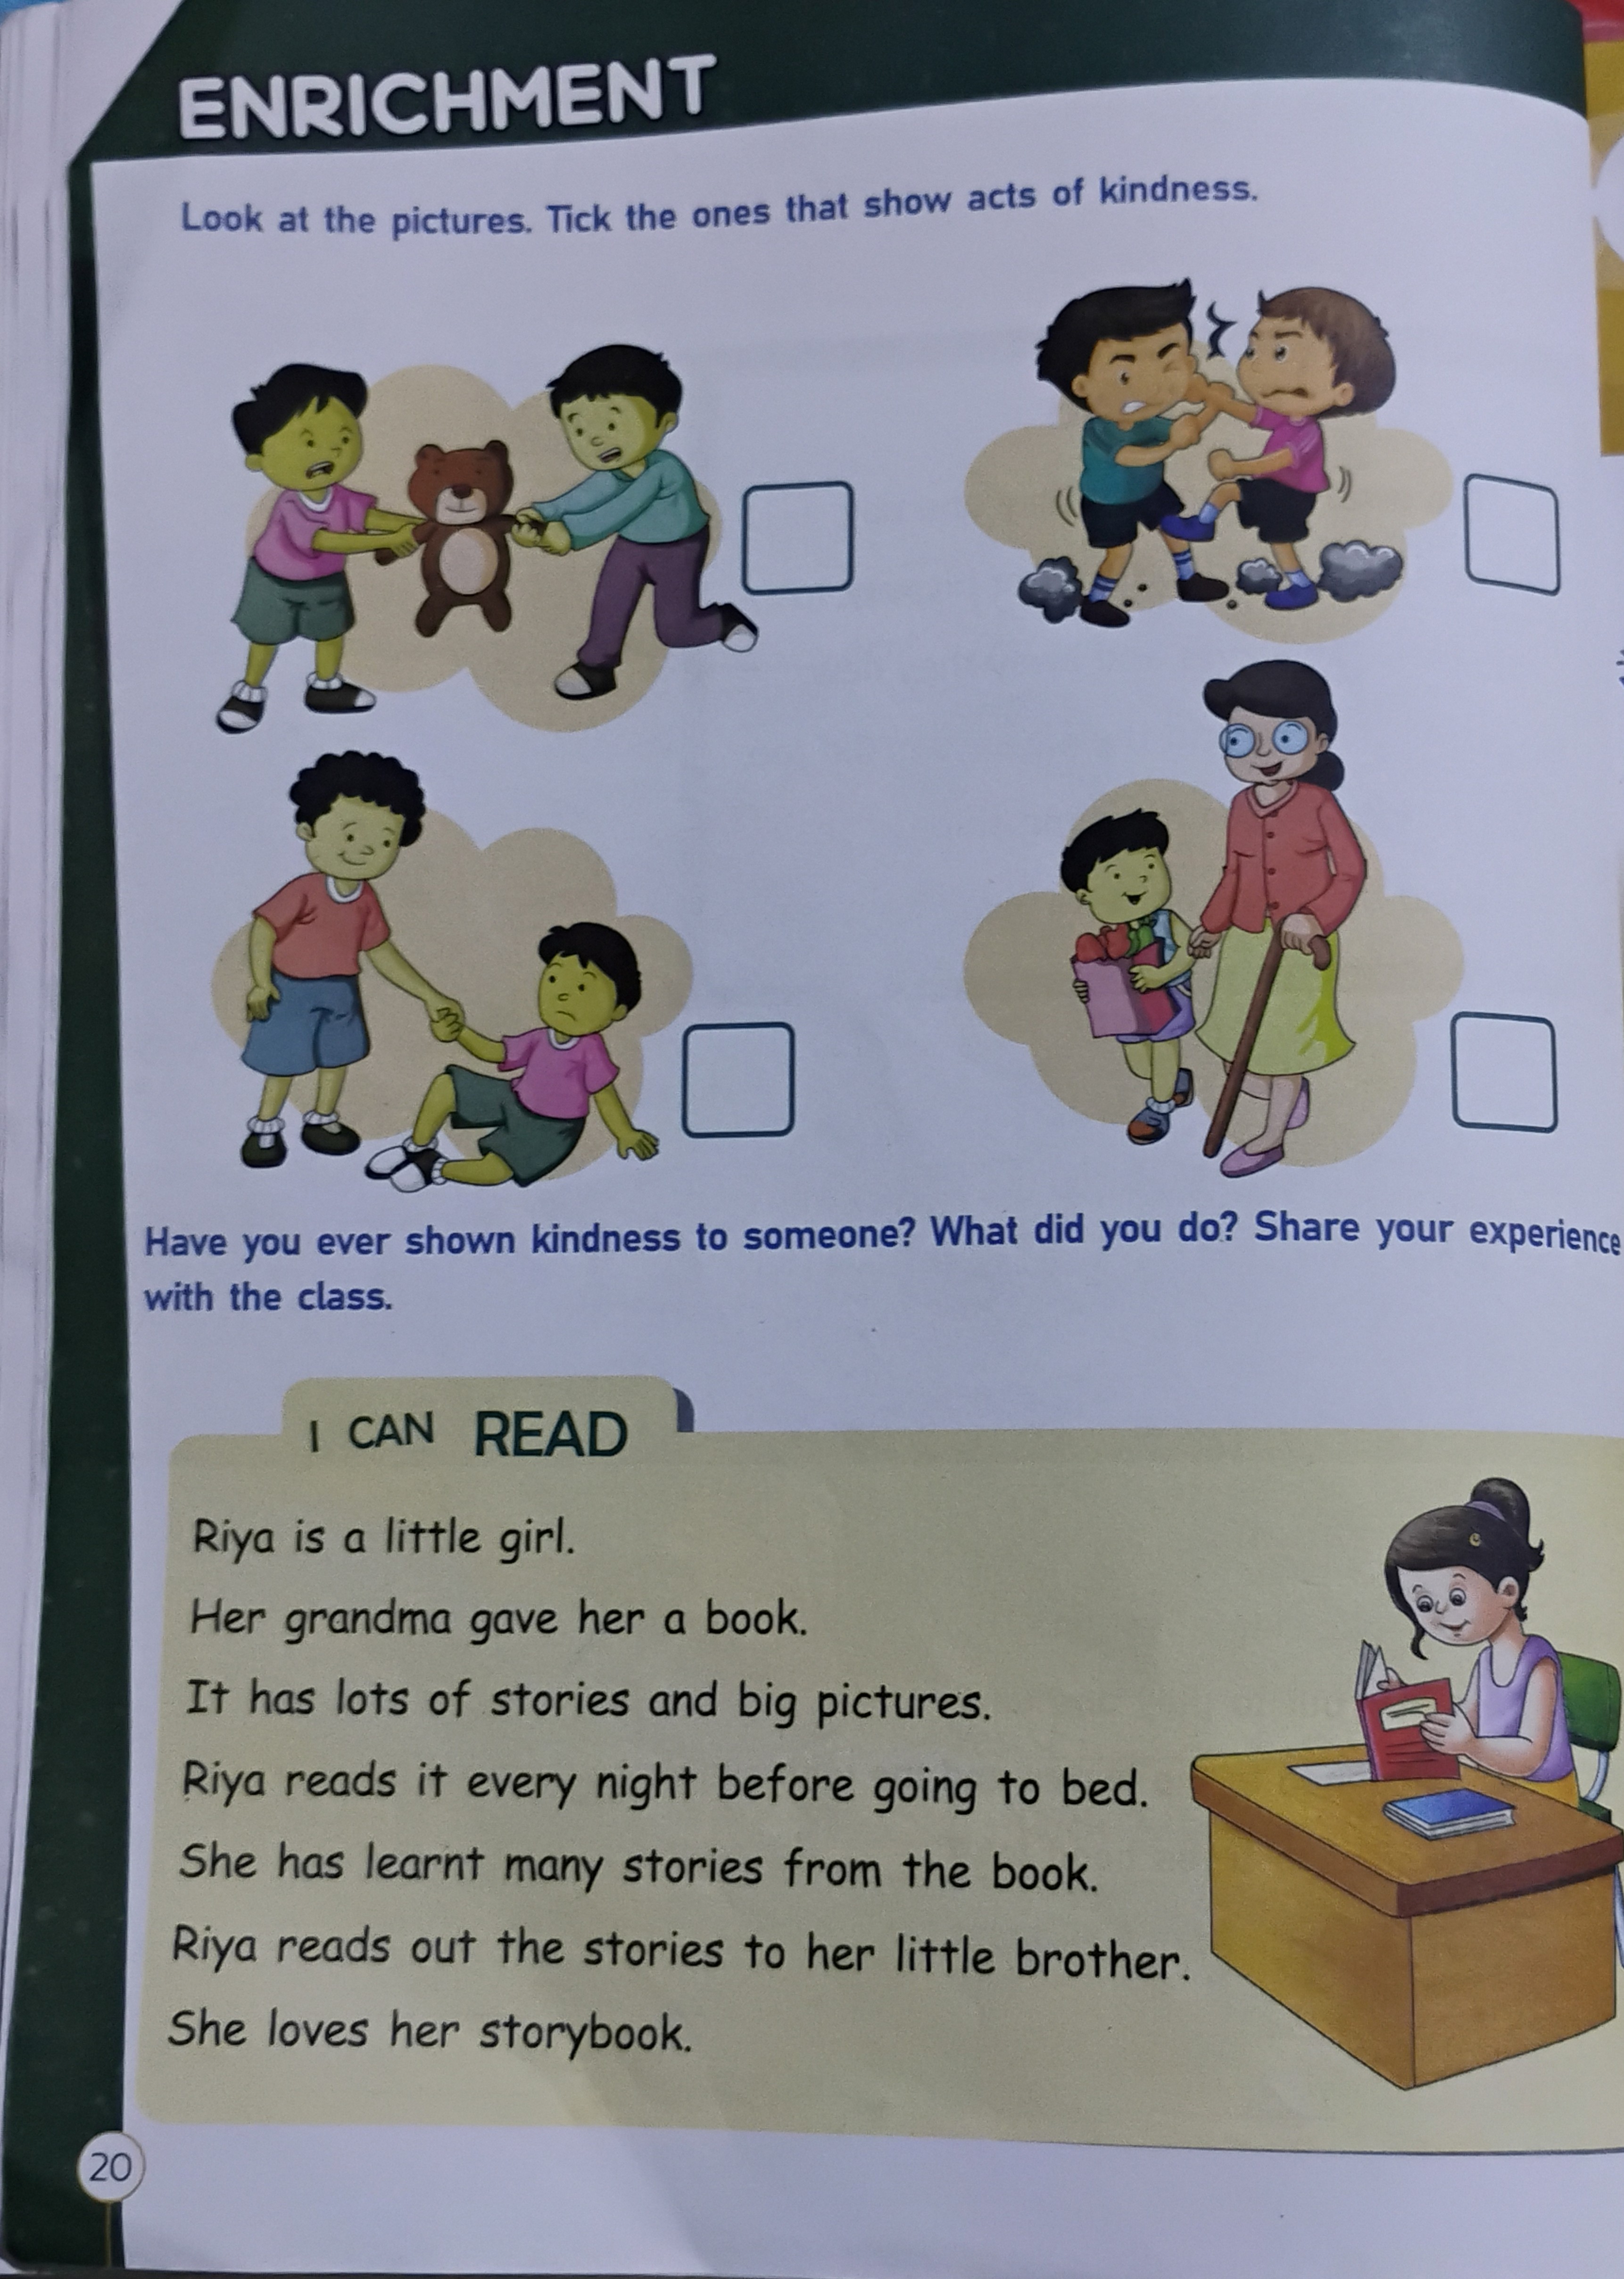 ENRICHMENT
Look at the pictures. Tick the ones that show acts of kindness.
Have you ever shown kindness to someone? What did you do? Share your experience
with the class.
I CAN READ
Riya is a little girl.
Her grandma gave her a book.
It has lots of stories and big pictures.
Riya reads it every night before going to bed.
She has learnt many stories from the book.
Riya reads out the stories to her little brother.
She loves her storybook.
20